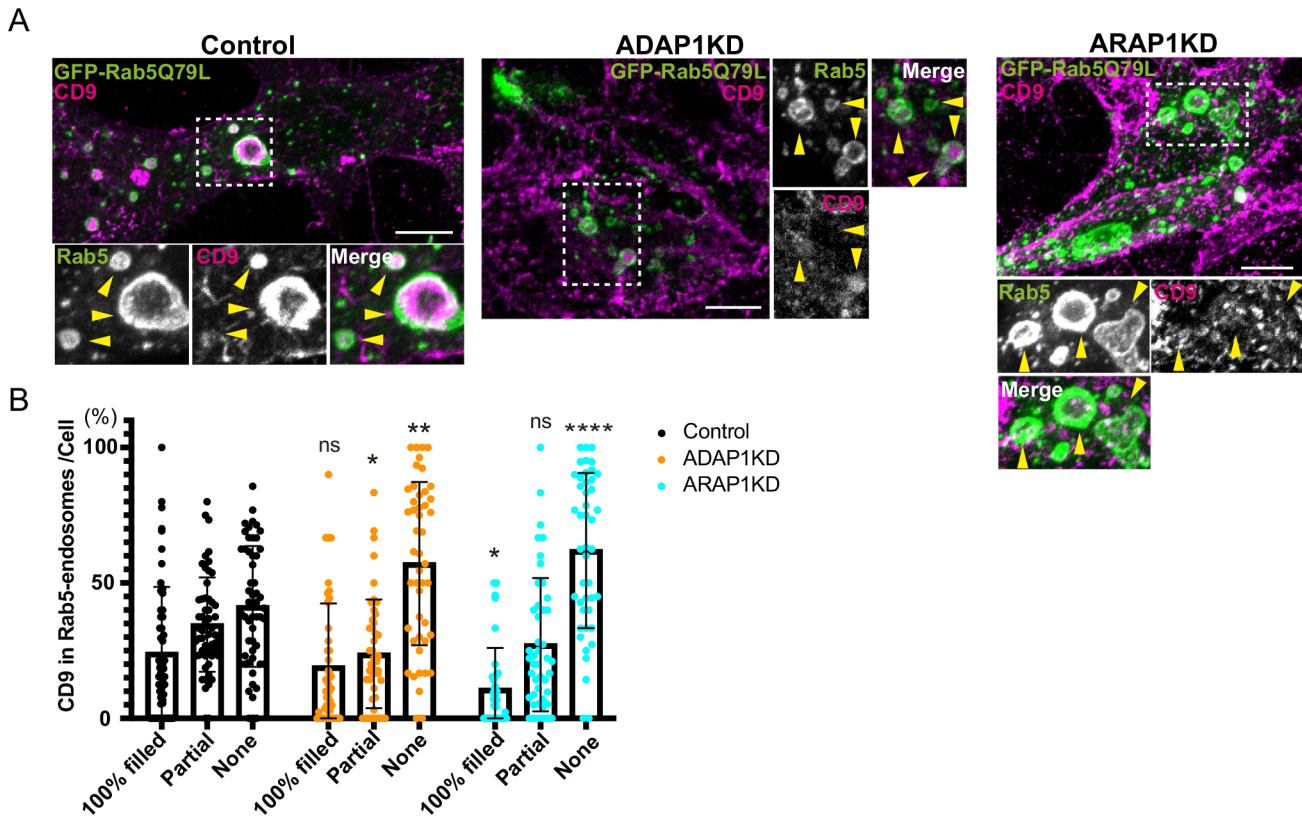 A
Control
ADAP1KD
ARAP1KD
GFP-Rab5Q79L
CD9
Rab5
CD9
Merge
GFP-Rab5Q79L
CD9
Rab5
Merge
CD9
GFP-Rab5Q79L
CD9
Rab5
CD9
Merge
B
(%)
CD9 in Rab5-endosomes /Cell
100
50
0
ns
*
**
*
ns
****
Control
ADAP1KD
ARAP1KD
100% filled
Partial
None
100% filled
Partial
None
100% filled
Partial
None